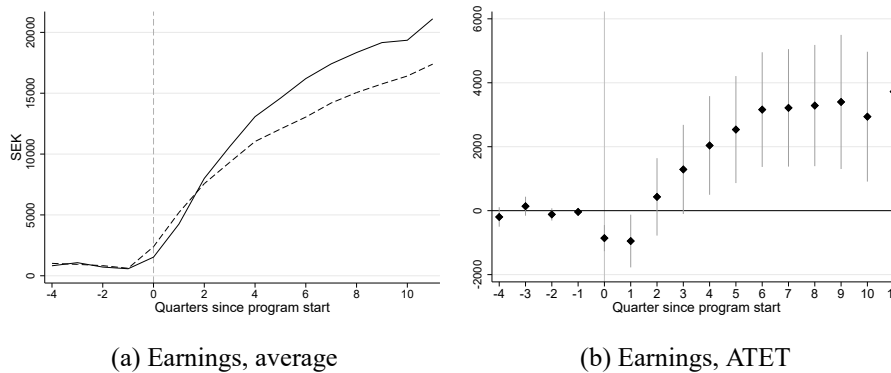 20000
15000
SEK
10000
5000
0
-4 -2 0 2 4 6 8 10
Quarters since program start
(a) Earnings, average
6000
4000
2000
0
-2000
-4 -3 -2 -1 0 1 2 3 4 5 6 7 8 9 10
Quarter since program start
(b) Earnings, ATET